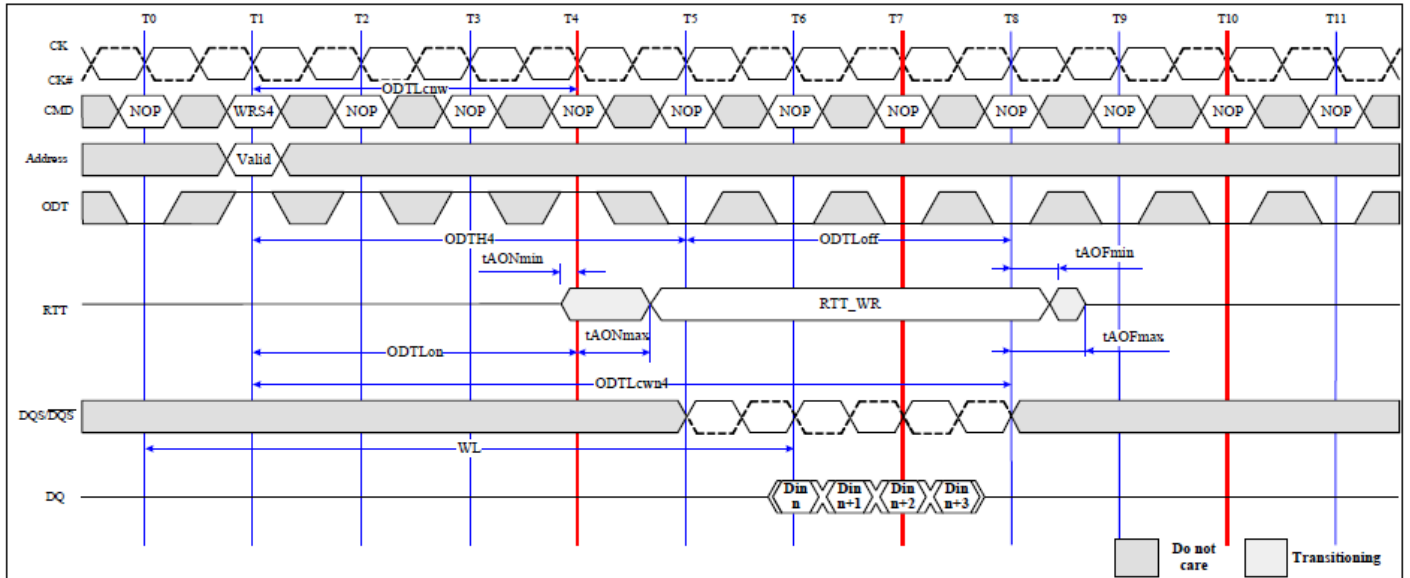 T0 T1 T2 T3 T4 T5 T6 T7 T8 T9 T10 T11
CK
CK#
ODTLcnw
CMD NOP WRS4 NOP NOP NOP NOP NOP NOP NOP NOP NOP NOP
Address Valid
ODT
ODTH4 ODTLoff
tAONmin tAOFmin
RTT RTT_WR
tAONmax tAOFmax
ODTLon
ODTLcwn4
DQS/DQS
WL
DQ Din n Din n+1 Din n+2 Din n+3
Do not care Transitioning